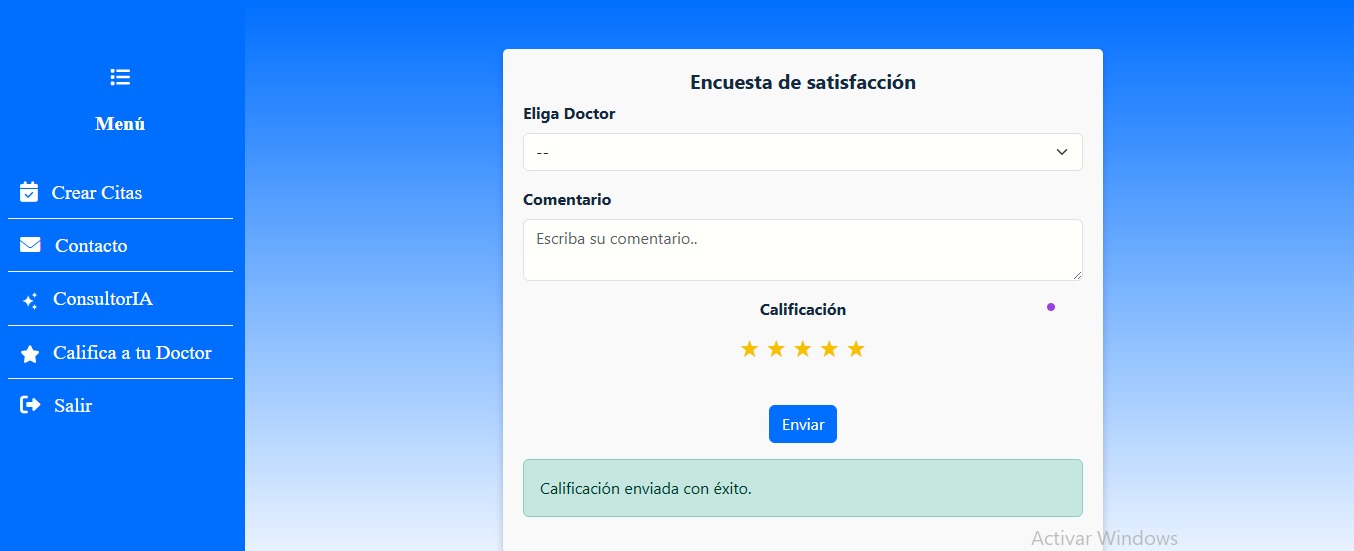 Menú
Crear Citas
Contacto
ConsultorIA
Califica a tu Doctor
Salir
Encuesta de satisfacción
Eliga Doctor
--
Comentario
Escriba su comentario..
Calificación
Enviar
Calificación enviada con éxito.
Activar Windows